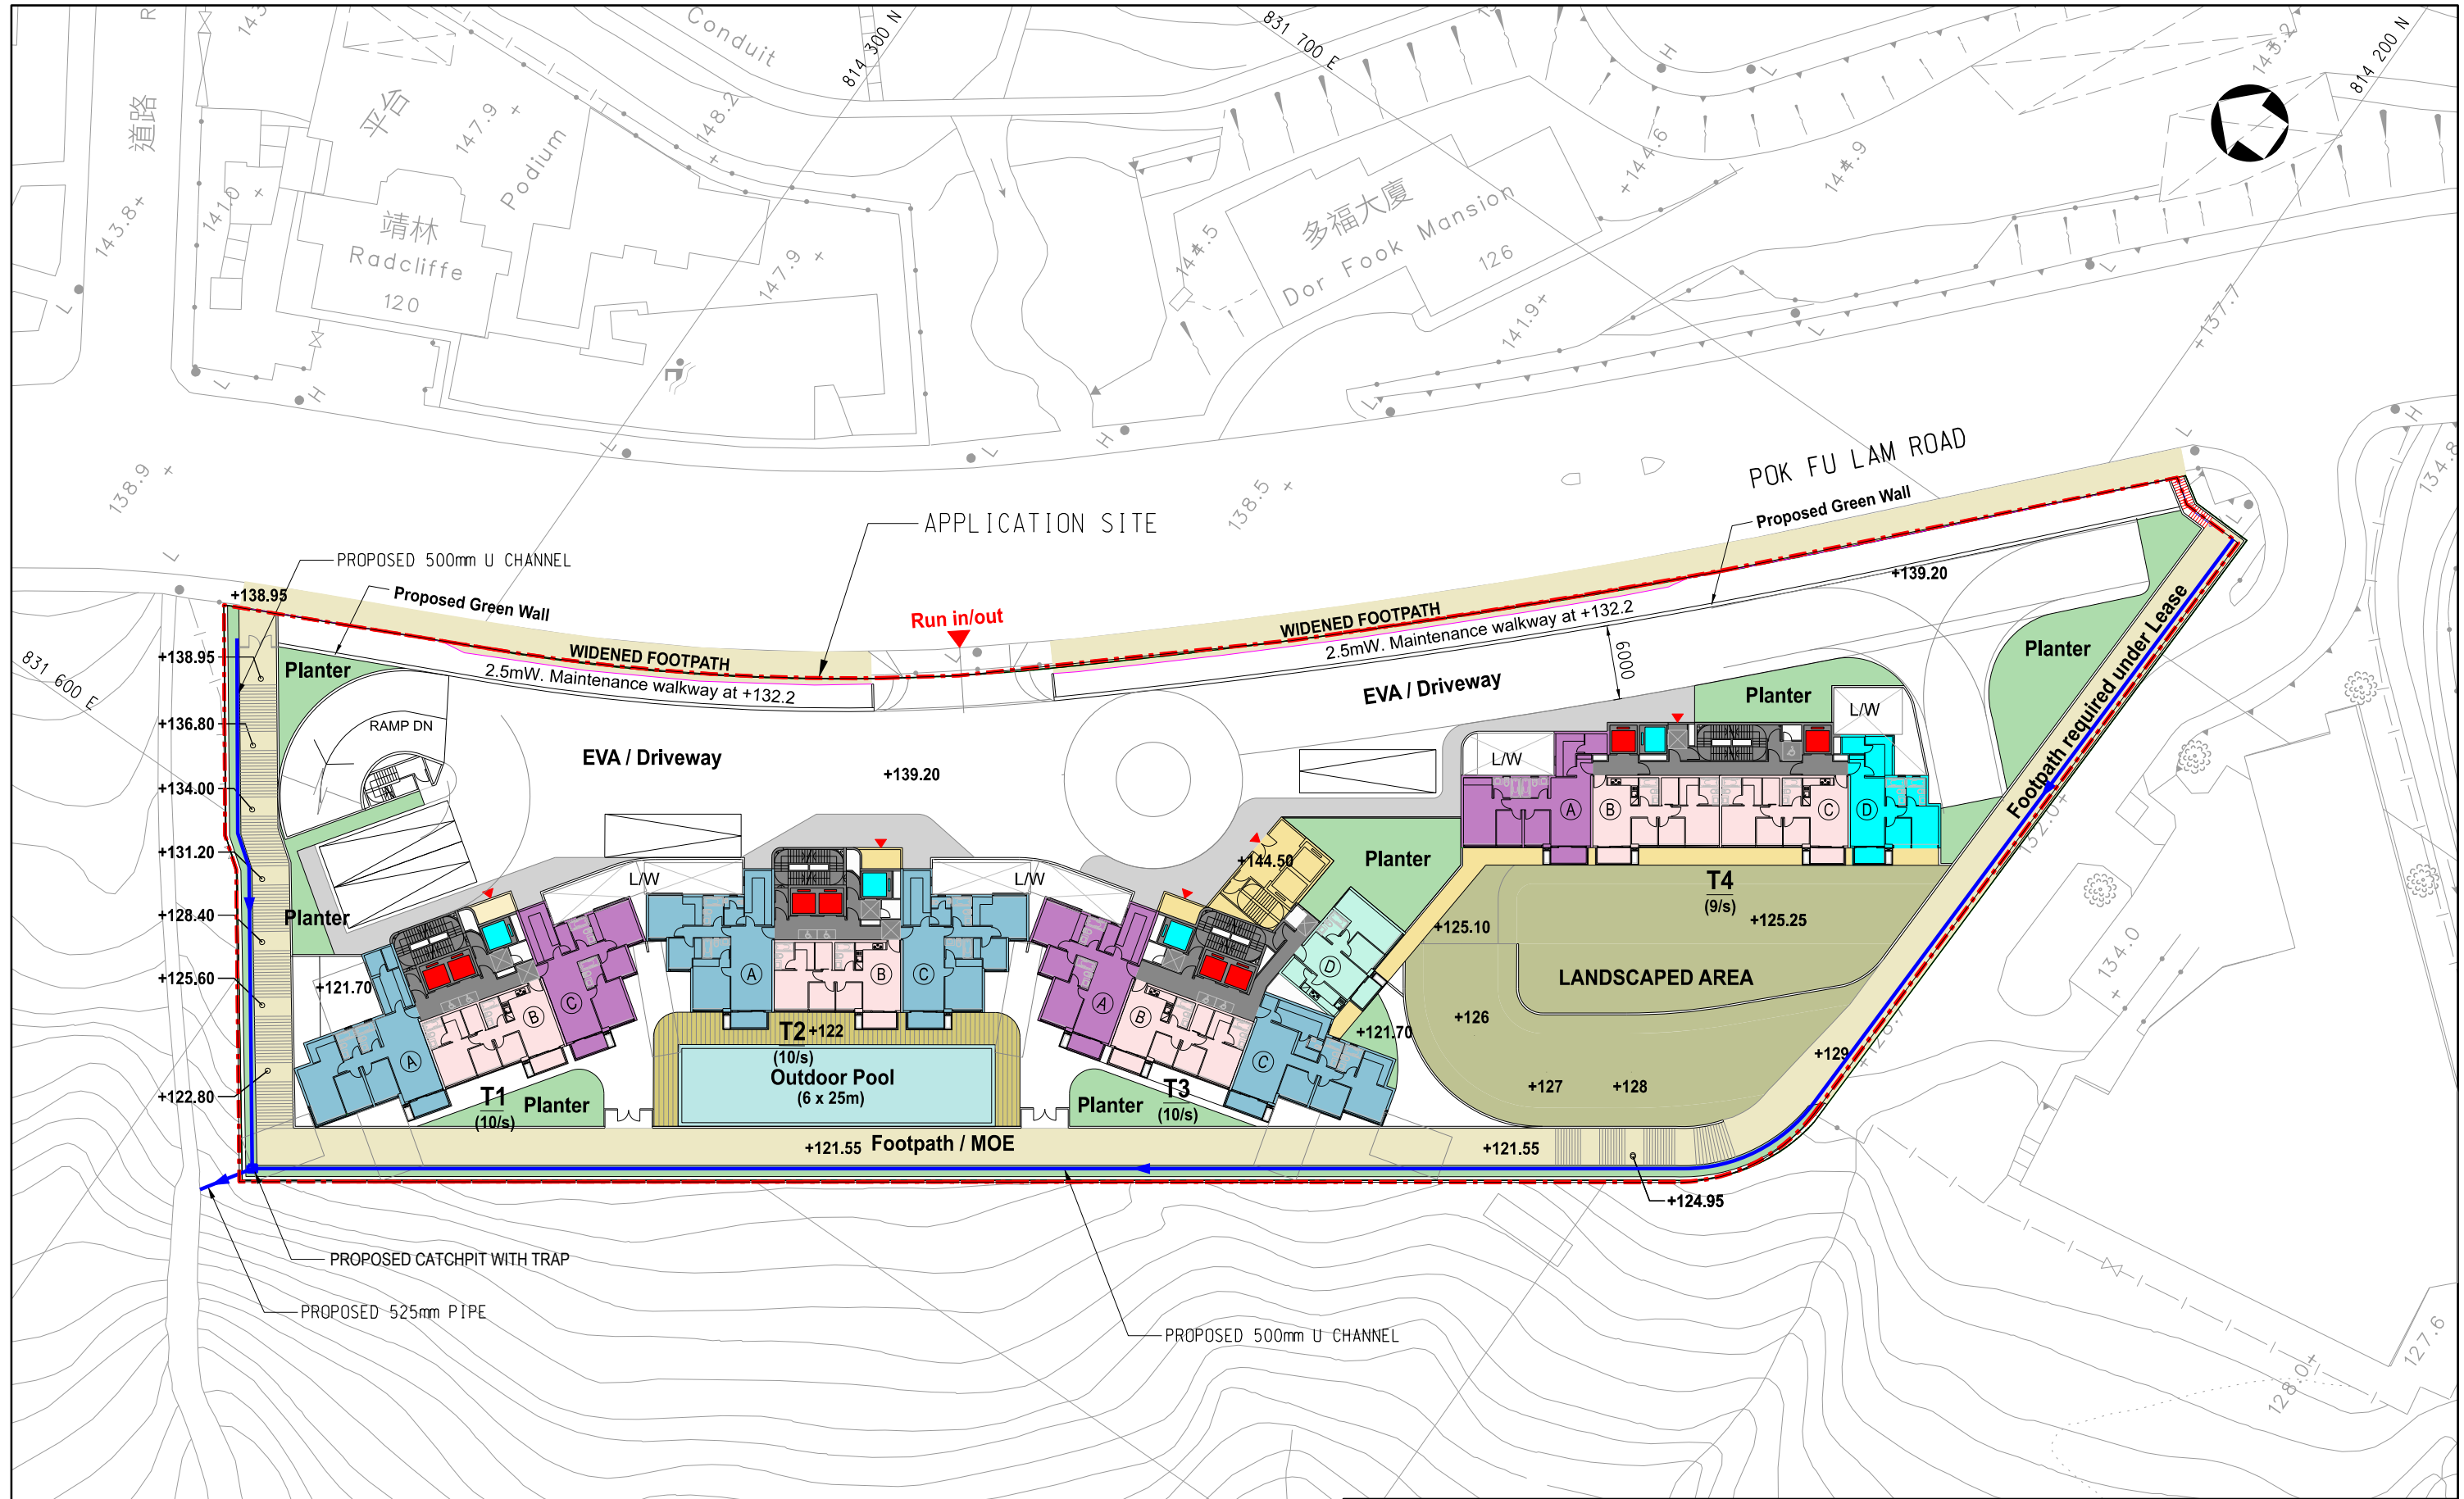 Conduit
814 300 N
831 700 E
814 200 N
道路
平台
Podium
147.9
148.2
143.2
143.8
141.0
靖林
Radcliffe
120
147.9
144.5
多福大廈
Dor Fook Mansion
126
+144.6
144.9
141.9+
+137.7
138.9
138.5
134.8
POK FU LAM ROAD
APPLICATION SITE
Proposed Green Wall
PROPOSED 500mm U CHANNEL
Proposed Green Wall
+138.95
Run in/out
WIDENED FOOTPATH
WIDENED FOOTPATH
2.5mW. Maintenance walkway at +132.2
2.5mW. Maintenance walkway at +132.2
6000
+139.20
831 600 E
+138.95
+136.80
+134.00
+131.20
+128.40
+125.60
+122.80
Planter
RAMP DN
EVA / Driveway
+139.20
EVA / Driveway
Planter
Planter
Footpath required under Lease
L/W
L/W
L/W
L/W
Planter
+144.50
Planter
+121.70
A
B
C
A
B
C
A
B
C
D
A
B
C
D
T4
(9/s)
+125.10
+125.25
LANDSCAPED AREA
+126
+127
+128
+129
+121.70
T1
(10/s)
Planter
T2
+122
(10/s)
Outdoor Pool
(6 x 25m)
Planter
T3
(10/s)
+121.55
Footpath / MOE
+121.55
+124.95
132.0+
134.0
PROPOSED CATCHPIT WITH TRAP
PROPOSED 525mm PIPE
PROPOSED 500mm U CHANNEL
128.0+
127.6